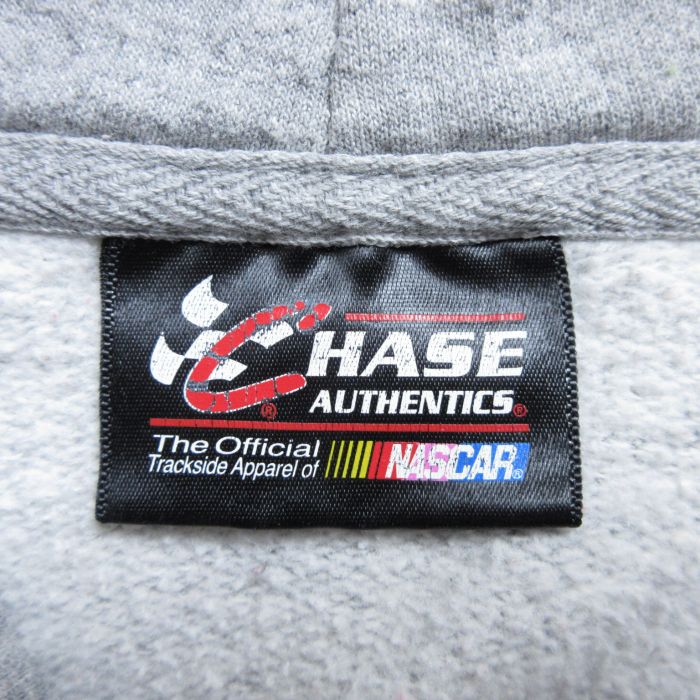 CHASE
AUTHENTICS®
®
The Official
Trackside Apparel of
NASCAR®